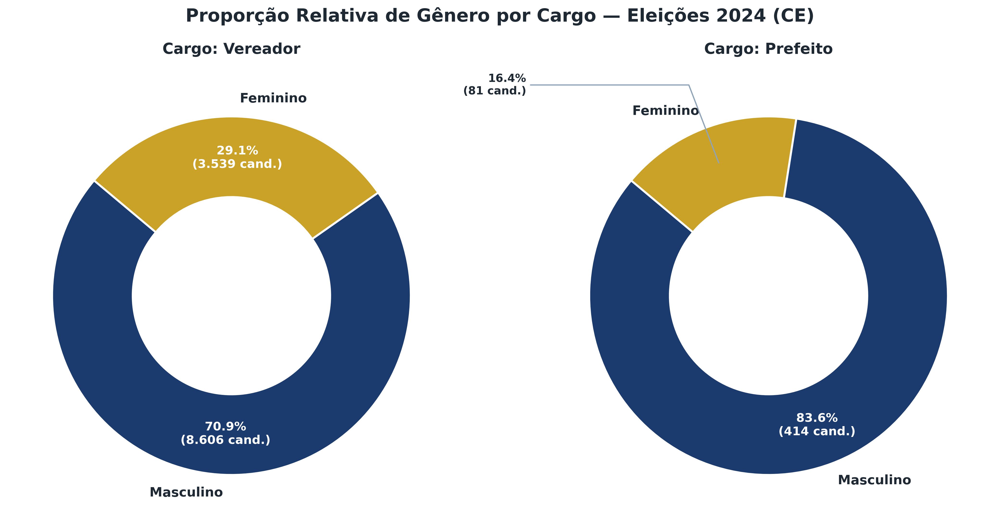 Proporção Relativa de Gênero por Cargo — Eleições 2024 (CE)
Cargo: Vereador
Feminino
29.1%
(3.539 cand.)
70.9%
(8.606 cand.)
Masculino
Cargo: Prefeito
16.4%
(81 cand.)
Feminino
83.6%
(414 cand.)
Masculino